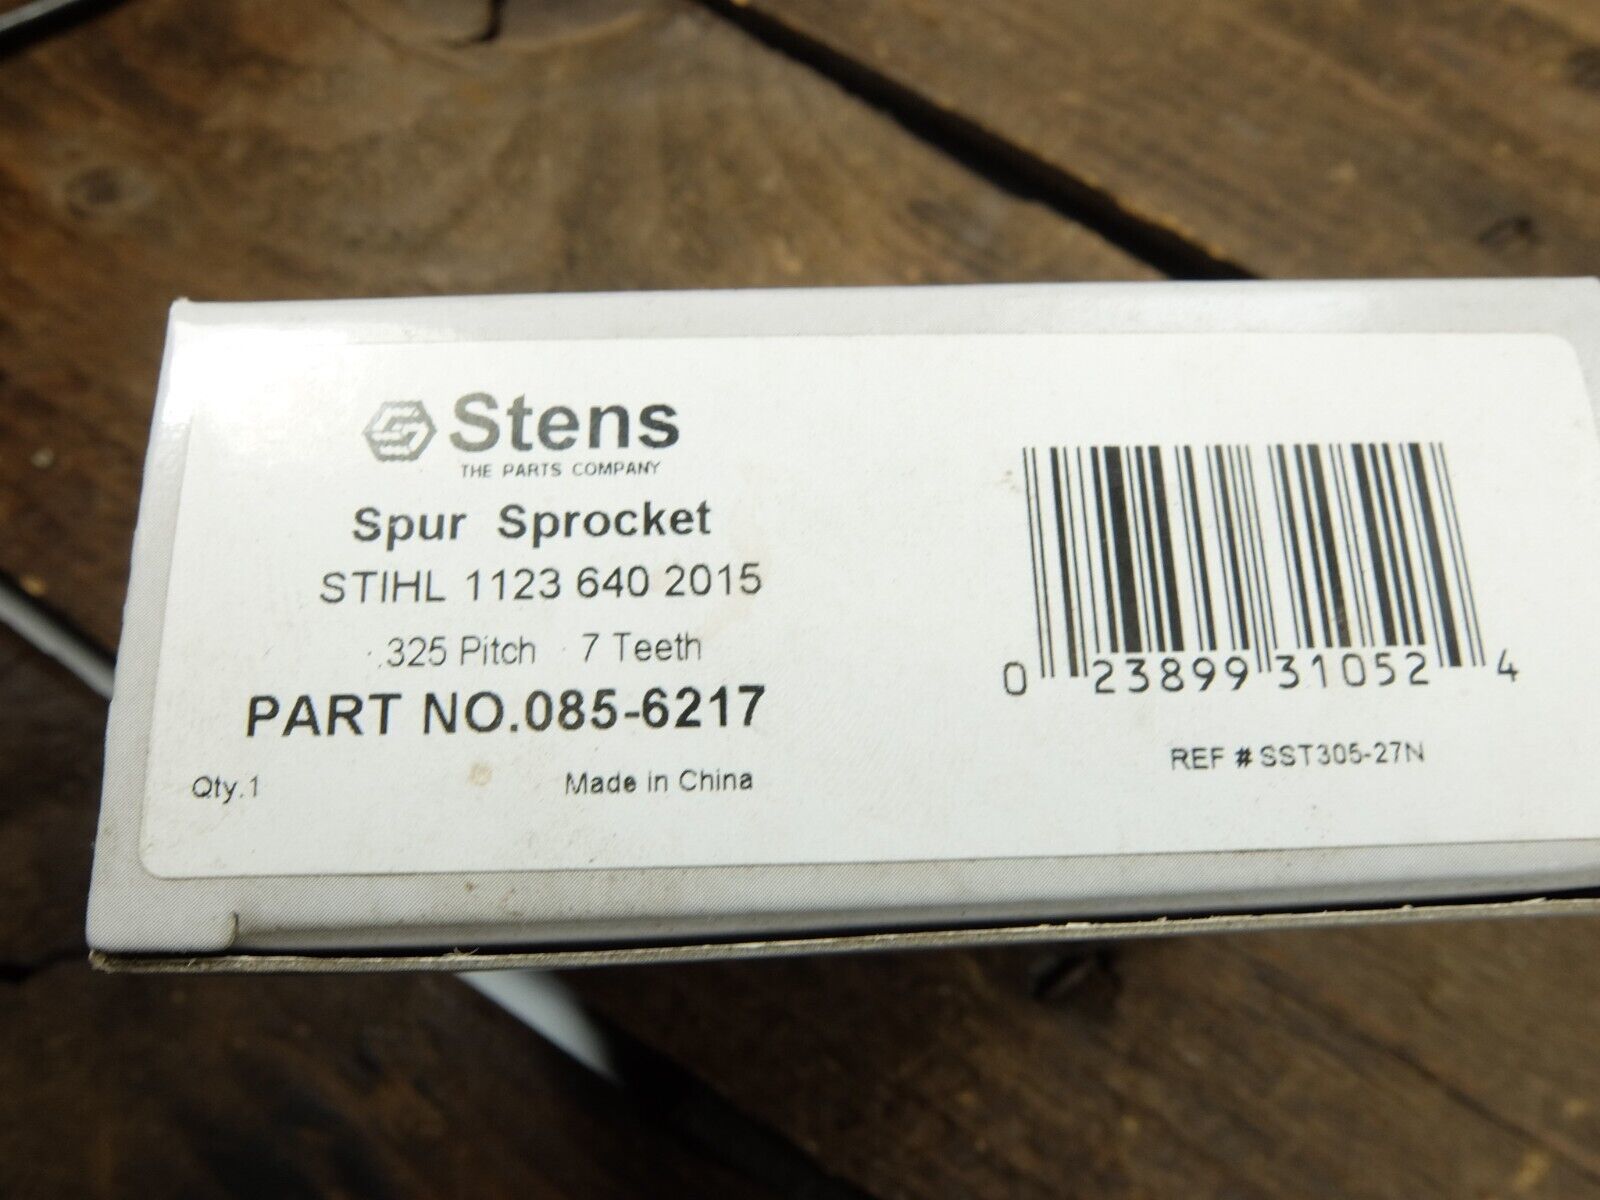 Stens
THE PARTS COMPANY
Spur Sprocket
STIHL 1123 640 2015
.325 Pitch 7 Teeth
PART NO.085-6217
Qty.1 Made in China
0 23899 31052 4
REF # SST305-27N